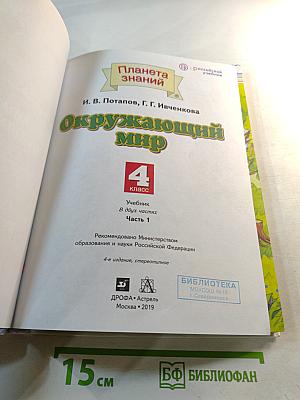 Планета
знаний
российский
учебник
И. В. Потапов, Г. Г. Ивченкова
Окружающий
мир
4
класс
Учебник
В двух частях
Часть 1
Рекомендовано Министерством
образования и науки Российской Федерации
4-е издание, стереотипное
ДРОФА • Астрель
Москва • 2019
БИБЛИОТЕКА
15 см
БФ БИБЛИОФАН